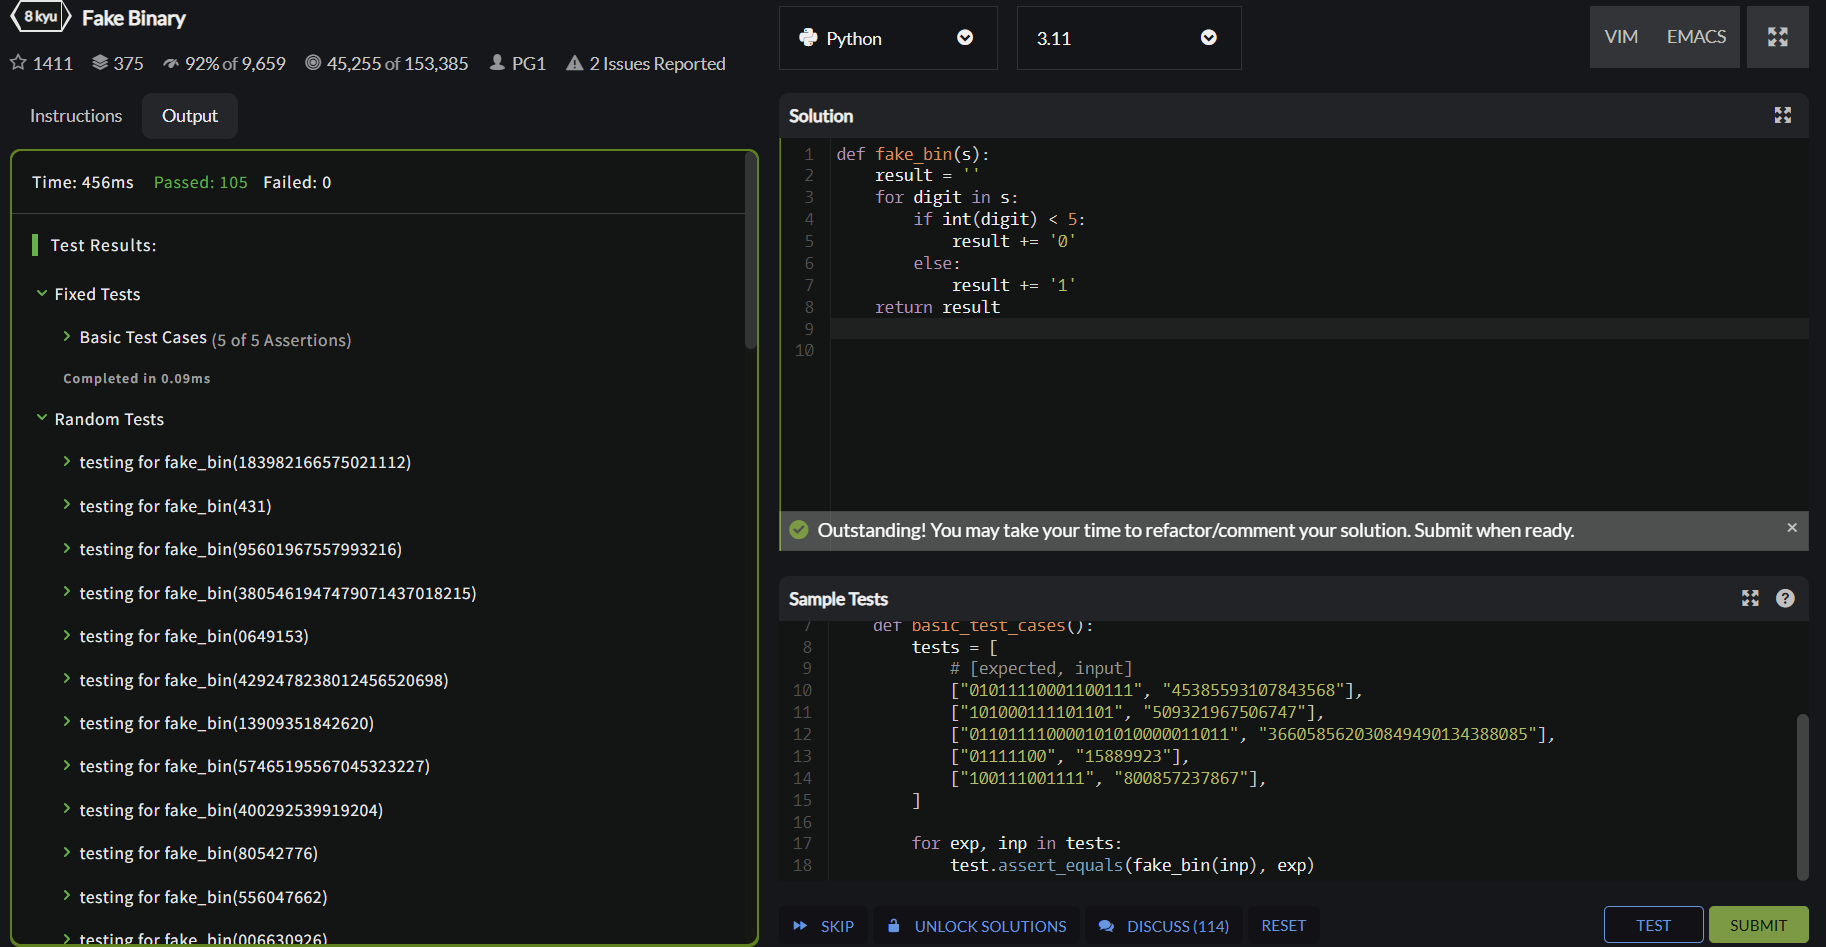 8 kyu Fake Binary
1411 375 92% of 9,659 45,255 of 153,385 PG1 2 Issues Reported
Instructions Output
Time: 456ms Passed: 105 Failed: 0
Test Results:
Fixed Tests
Basic Test Cases (5 of 5 Assertions)
Completed in 0.09ms
Random Tests
testing for fake_bin(183982166575021112)
testing for fake_bin(431)
testing for fake_bin(95601967557993216)
testing for fake_bin(3805461947479071437018215)
testing for fake_bin(0649153)
testing for fake_bin(4292478238012456520698)
testing for fake_bin(13909351842620)
testing for fake_bin(57465195567045323227)
testing for fake_bin(400292539919204)
testing for fake_bin(80542776)
testing for fake_bin(556047662)
testing for fake_bin(006630926)
Python 3.11 VIM EMACS
Solution
1 def fake_bin(s):
2 result = ''
3 for digit in s:
4 if int(digit) < 5:
5 result += '0'
6 else:
7 result += '1'
8 return result
9
10
Outstanding! You may take your time to refactor/comment your solution. Submit when ready. ×
Sample Tests ?
7 def basic_test_cases():
8 tests = [
9 # [expected, input]
10 ["01011110001100111", "45385593107843568"],
11 ["101000111101101", "509321967506747"],
12 ["011011110000101010000011011", "366058562030849490134388085"],
13 ["01111100", "15889923"],
14 ["100111001111", "800857237867"],
15 ]
16
17 for exp, inp in tests:
18 test.assert_equals(fake_bin(inp), exp)
SKIP UNLOCK SOLUTIONS DISCUSS (114) RESET TEST SUBMIT